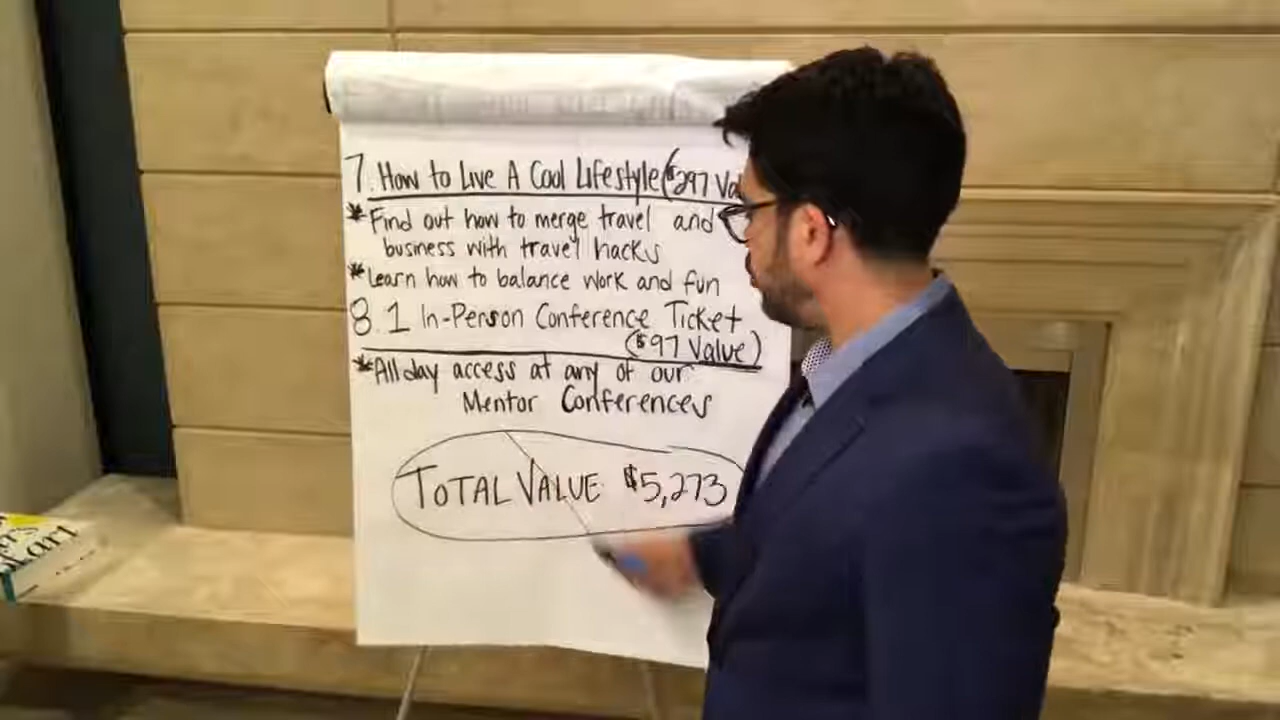 7. How to Live A Cool Lifestyle ($297 Va
* Find out how to merge travel and
business with travel hacks
* Learn how to balance work and fun
8. 1 In-Person Conference Ticket
($97 Value)
* All day access at any of our
Mentor Conferences
TOTAL VALUE $5,273